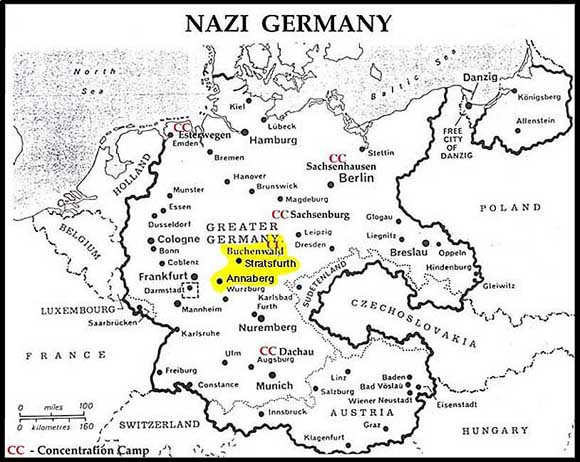 NAZI GERMANY
North
Sea
Baltic Sea
Danzig
Königsberg
Allenstein
FREE
CITY
OF
DANZIG
Kiel
Lübeck
Hamburg
Stettin
CC
Esterwegen
Emden
Bremen
CC
Sachsenhausen
Berlin
HOLLAND
Hanover
Brunswick
Magdeburg
POLAND
Munster
Essen
Dusseldorf
CC Sachsenburg
Glogau
GREATER
GERMANY
Leipzig
Dresden
Liegnitz
Breslau
Oppeln
Hindenburg
Gleiwitz
BELGIUM
Cologne
Bonn
Coblenz
Buchenwald
Stratsfurth
Annaberg
Frankfurt
Darmstadt
Wurzburg
SUDETENLAND
Karlsbad
Furth
Nuremberg
CZECHOSLOVAKIA
LUXEMBOURG
Saarbrücken
Mannheim
Karlsruhe
FRANCE
Ulm
Augsburg
CC Dachau
Munich
Freiburg
Constance
Linz
Salzburg
Baden
Bad Vöslau
Wiener Neustadt
Eisenstadt
AUSTRIA
Innsbruck
Graz
Klagenfurt
SWITZERLAND
HUNGARY
0 miles 100
0 kilometres 160
CC - Concentration Camp